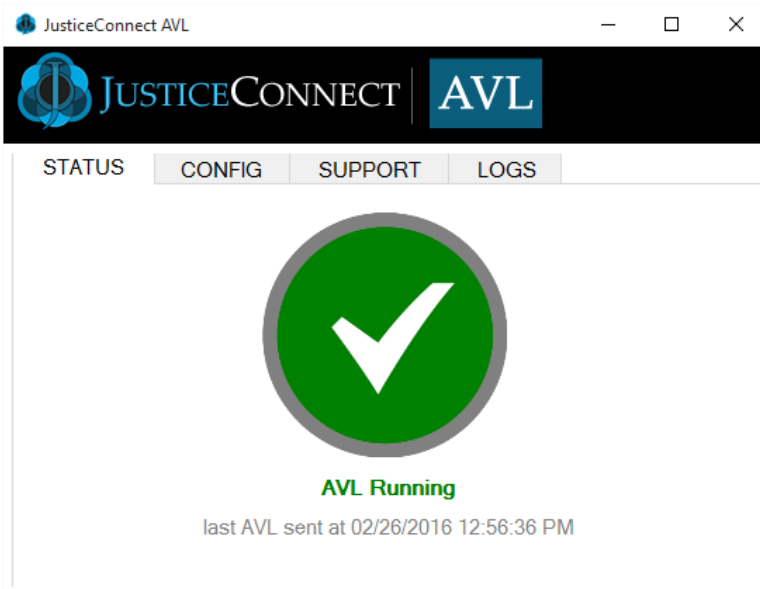 JusticeConnect AVL
JUSTICECONNECT AVL
STATUS CONFIG SUPPORT LOGS
AVL Running
last AVL sent at 02/26/2016 12:56:36 PM